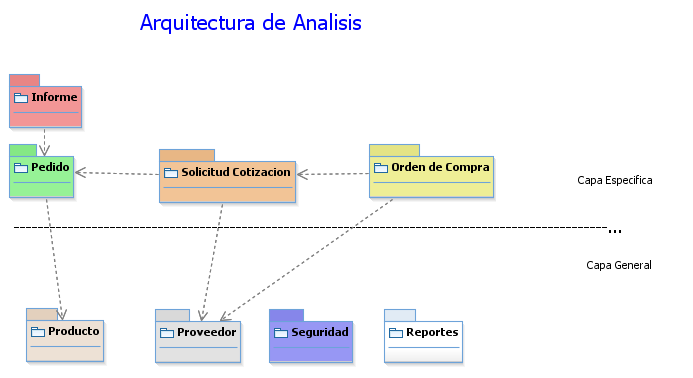 Arquitectura de Analisis
Informe
Pedido
Solicitud Cotizacion
Orden de Compra
Capa Especifica
...
Capa General
Producto
Proveedor
Seguridad
Reportes